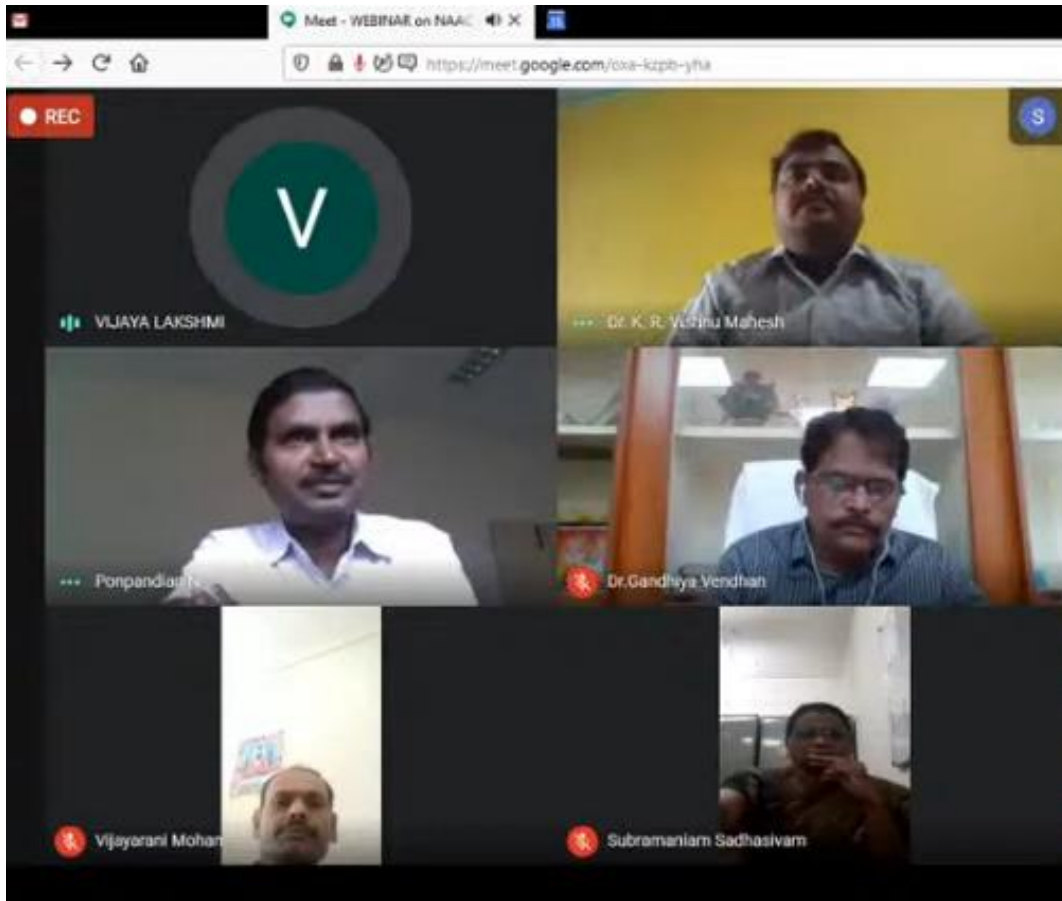 Meet - WEBINAR on NAAC
https://meet.google.com/oxa-kzpb-yha
REC
S
V
VIJAYA LAKSHMI
Dr. K. R. Vishnu Mahesh
Ponpandian N
Dr.Gandhiya Vendhan
Vijayarani Mohan
Subramaniam Sadhasivam